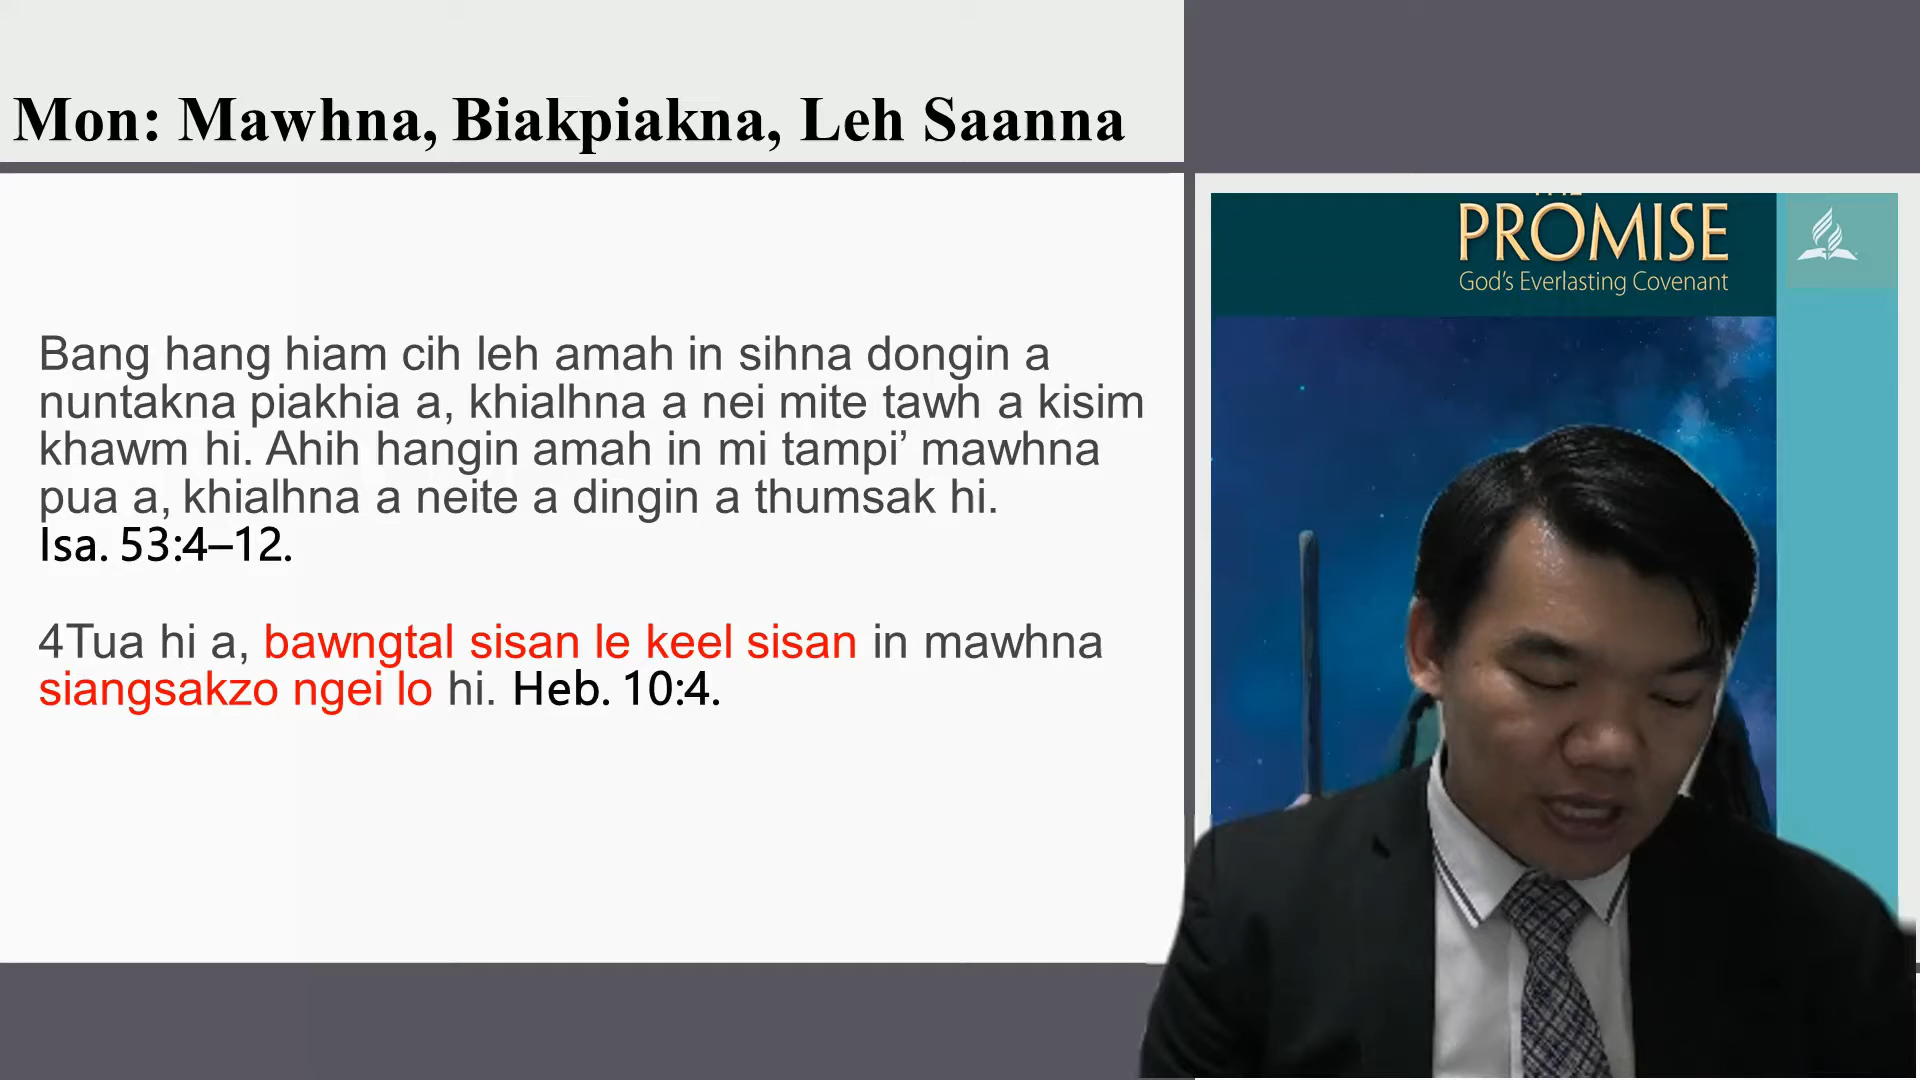 Mon: Mawhna, Biakpiakna, Leh Saanna
Bang hang hiam cih leh amah in sihna dongin a
nuntakna piakhia a, khialhna a nei mite tawh a kisim
khawm hi. Ahih hangin amah in mi tampi’ mawhna
pua a, khialhna a neite a dingin a thumsak hi.
Isa. 53:4–12.
4Tua hi a, bawngtal sisan le keel sisan in mawhna
siangsakzo ngei lo hi. Heb. 10:4.
PROMISE
God's Everlasting Covenant